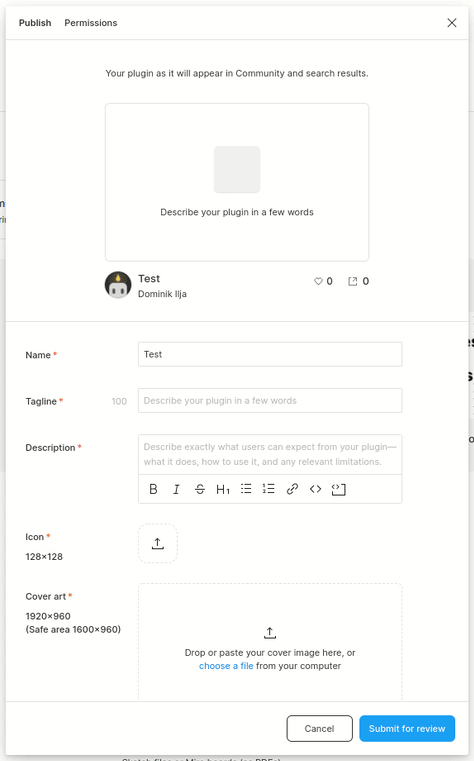 Publish Permissions
Your plugin as it will appear in Community and search results.
Describe your plugin in a few words
Test
0 0
Dominik Ilja
Name *
Test
Tagline *
100
Describe your plugin in a few words
Description *
Describe exactly what users can expect from your plugin—
what it does, how to use it, and any relevant limitations.
B I S H1
Icon
128×128
Cover art *
1920×960
(Safe area 1600×960)
Drop or paste your cover image here, or
choose a file from your computer
Cancel
Submit for review